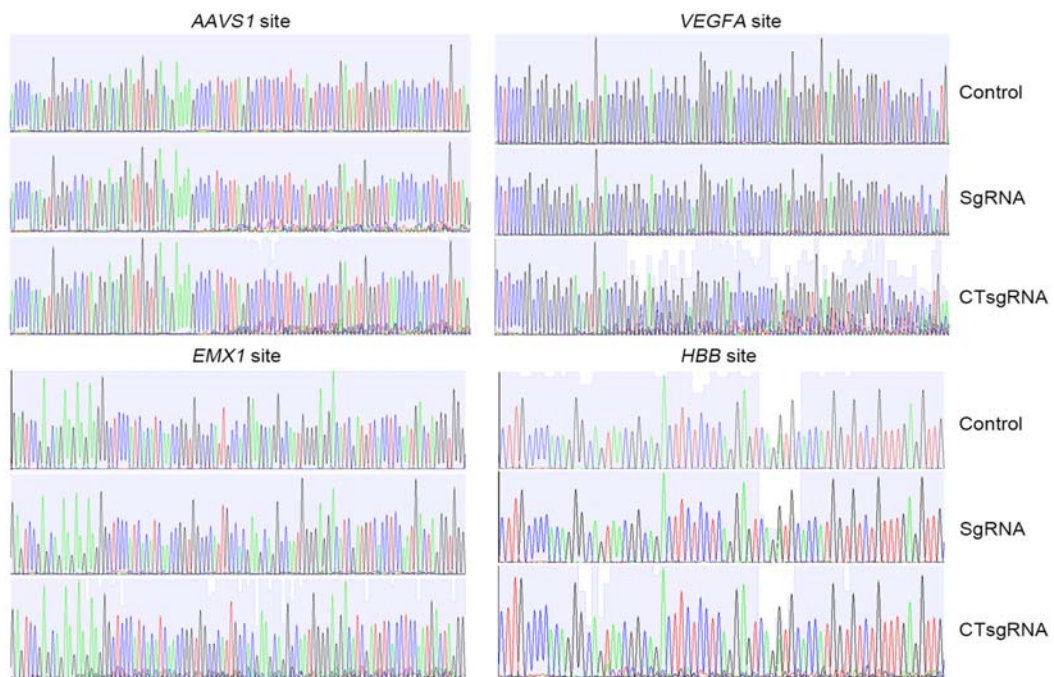 AAVS1 site
VEGFA site
Control
SgRNA
CTsgRNA
EMX1 site
HBB site
Control
SgRNA
CTsgRNA